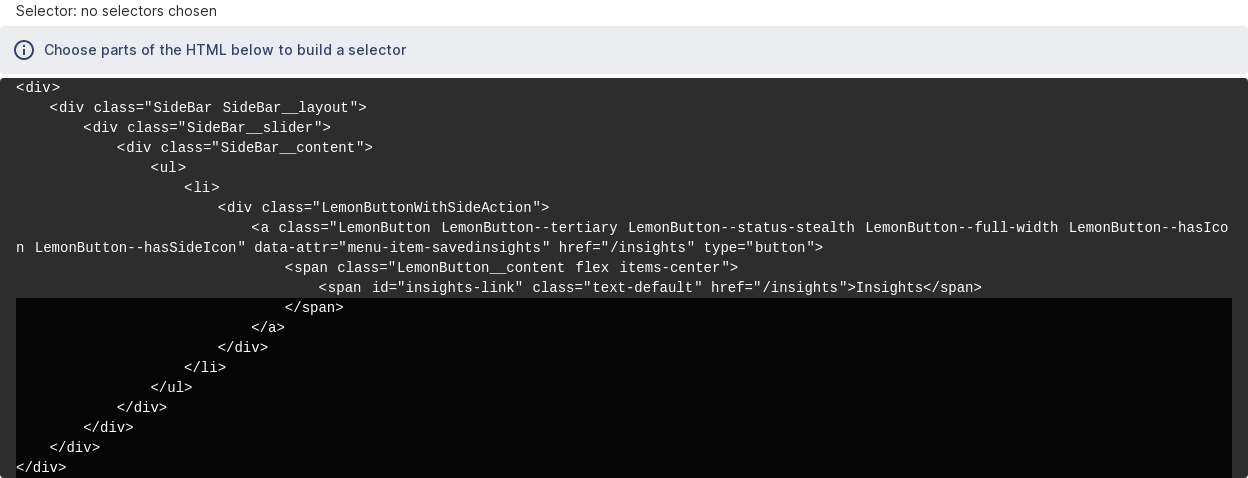 Selector: no selectors chosen
Choose parts of the HTML below to build a selector
<div>
    <div class="SideBar SideBar__layout">
        <div class="SideBar__slider">
            <div class="SideBar__content">
                <ul>
                    <li>
                        <div class="LemonButtonWithSideAction">
                            <a class="LemonButton LemonButton--tertiary LemonButton--status-stealth LemonButton--full-width LemonButton--hasIco
n LemonButton--hasSideIcon" data-attr="menu-item-savedinsights" href="/insights" type="button">
                                <span class="LemonButton__content flex items-center">
                                    <span id="insights-link" class="text-default" href="/insights">Insights</span>
                                </span>
                            </a>
                        </div>
                    </li>
                </ul>
            </div>
        </div>
    </div>
</div>